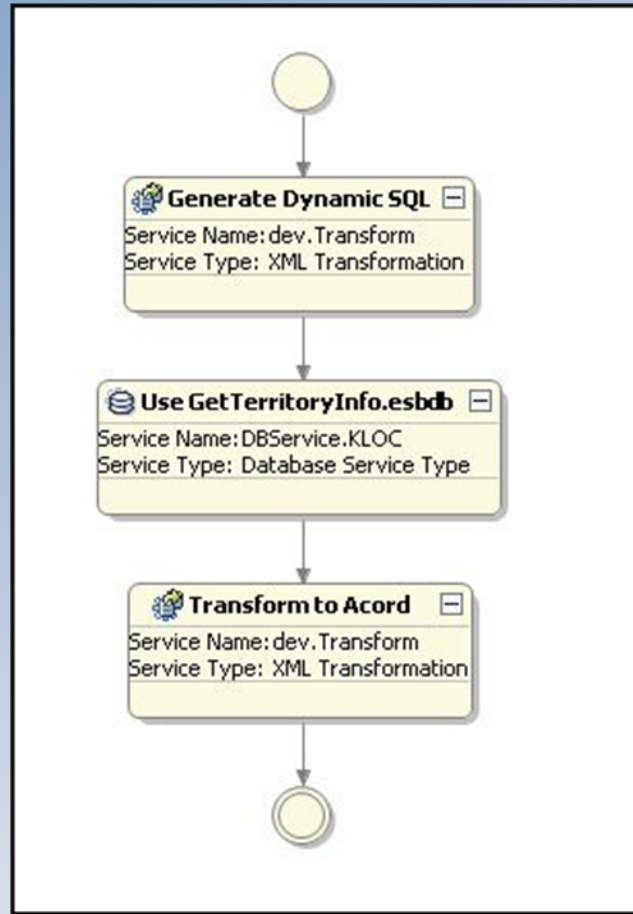 Generate Dynamic SQL
Service Name: dev.Transform
Service Type: XML Transformation
Use GetTerritoryInfo.esbdb
Service Name: DBService.KLOC
Service Type: Database Service Type
Transform to Acord
Service Name: dev.Transform
Service Type: XML Transformation